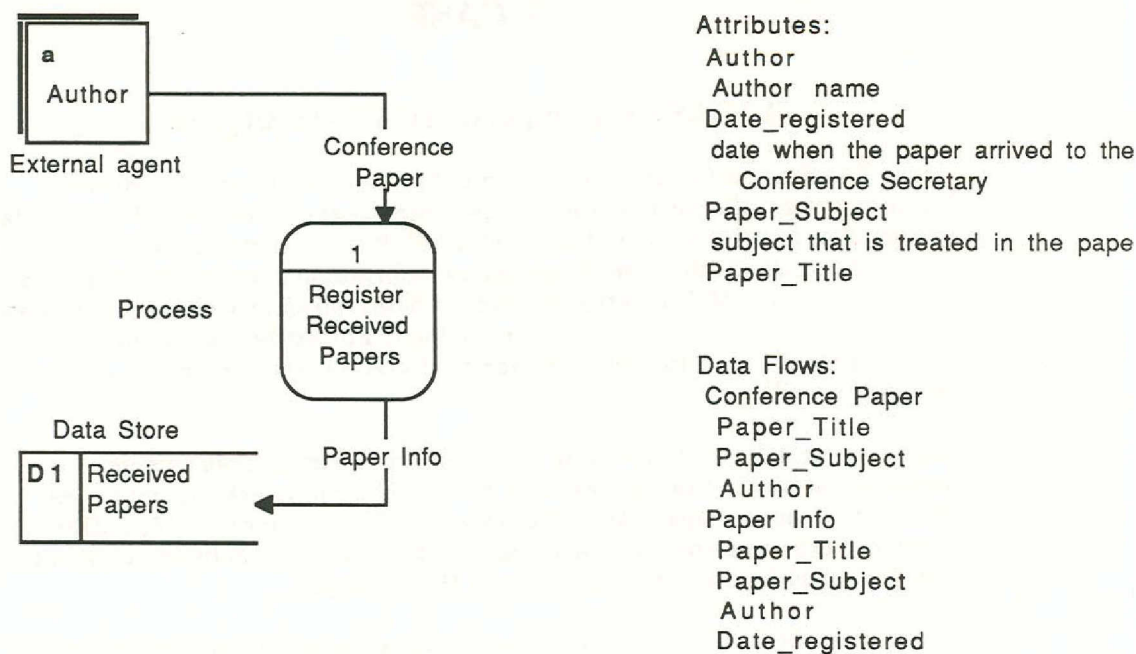 a
Author
External agent
Conference
Paper
1
Register
Received
Papers
Process
Data Store
D1
Received
Papers
Paper Info
Attributes:
Author
Author name
Date_registered
date when the paper arrived to the
Conference Secretary
Paper_Subject
subject that is treated in the pape
Paper_Title
Data Flows:
Conference Paper
Paper_Title
Paper_Subject
Author
Paper Info
Paper_Title
Paper_Subject
Author
Date_registered